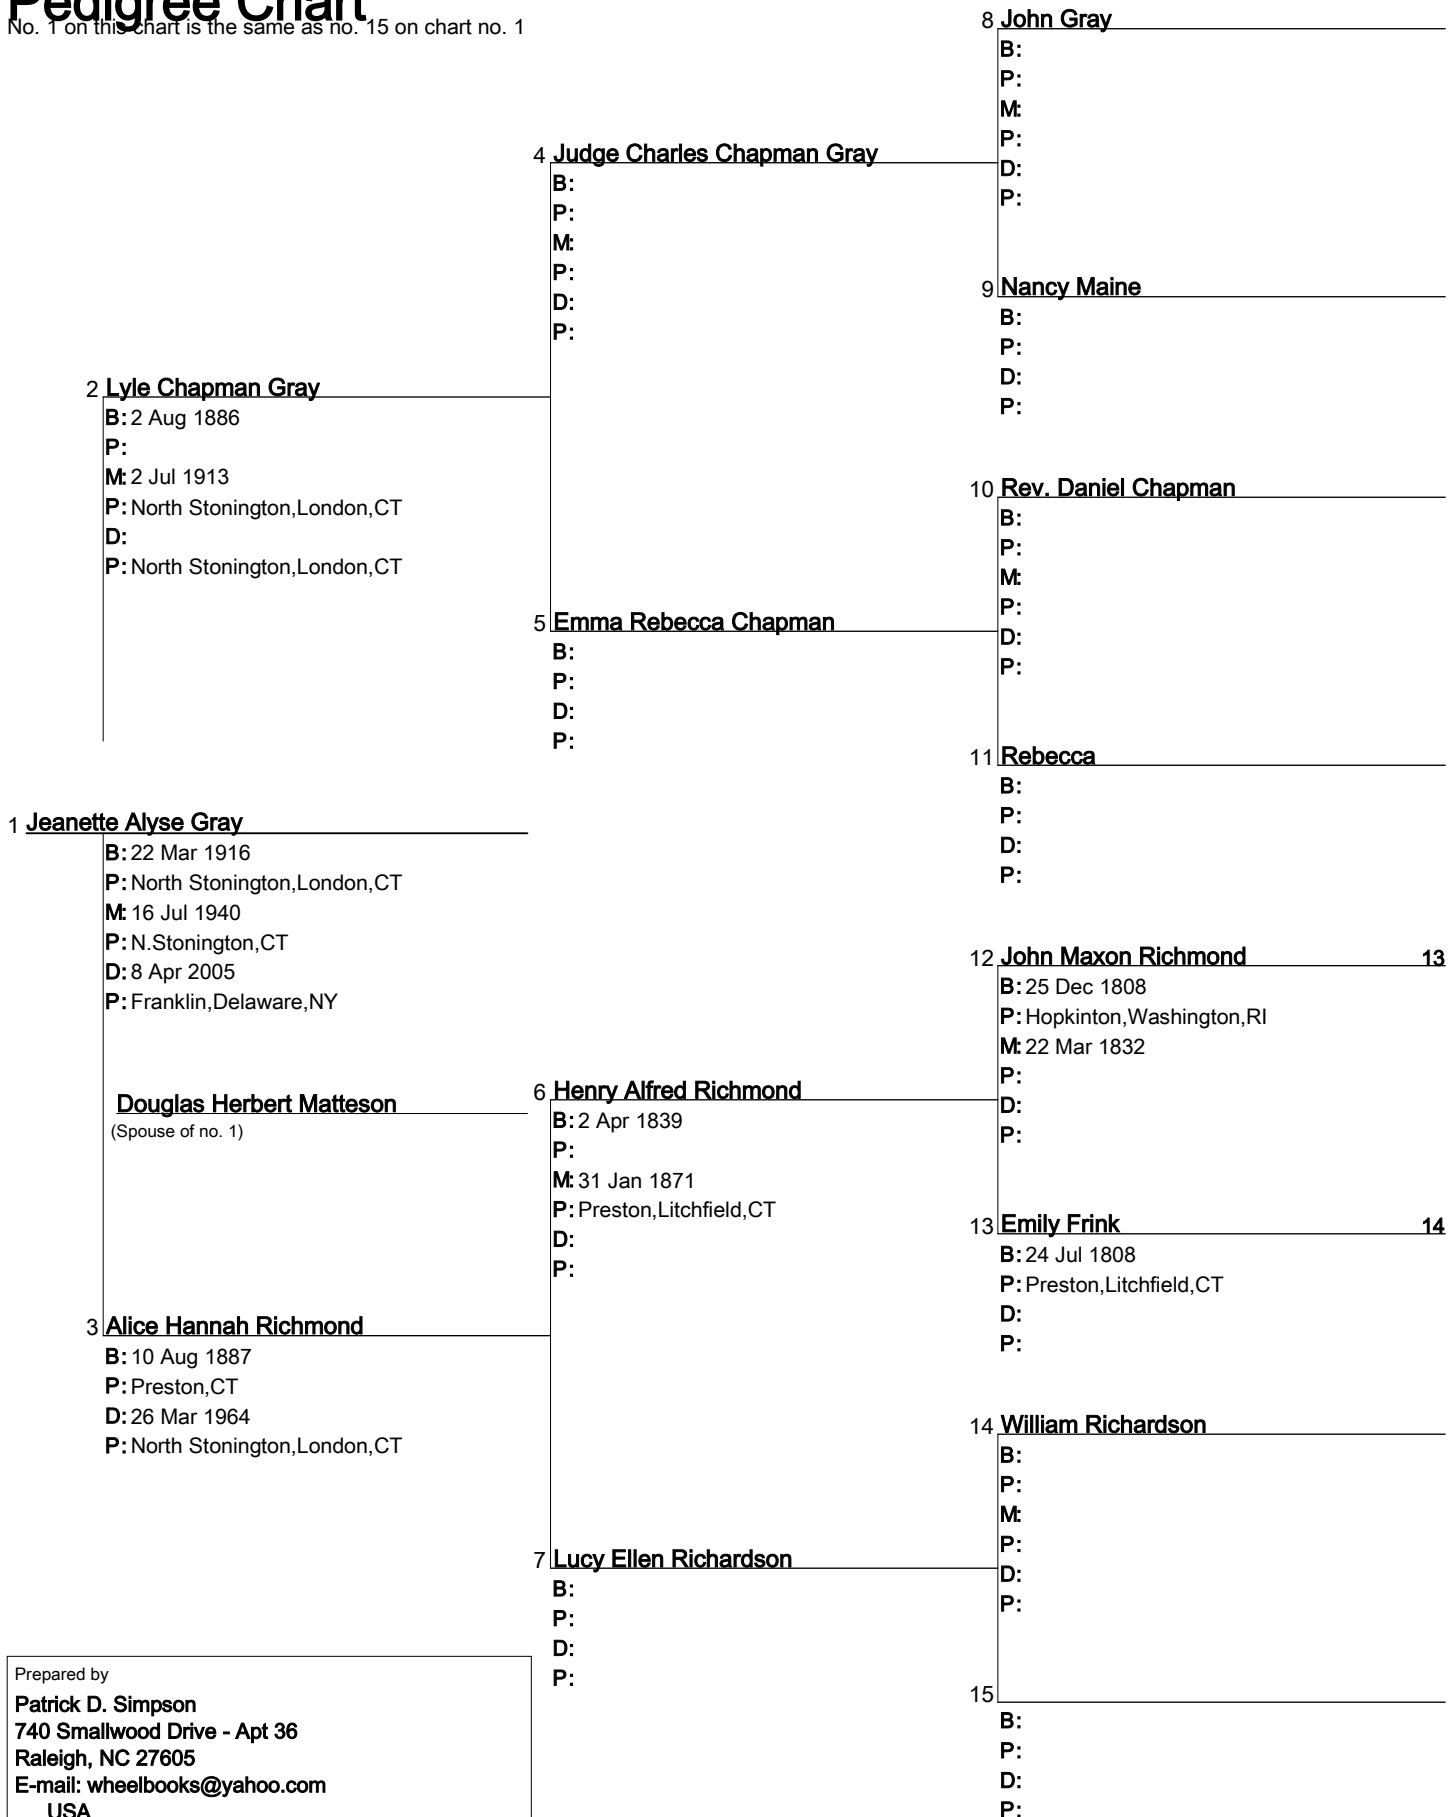 Pedigree Chart
No. 1 on this chart is the same as no. 15 on chart no. 1
8 John Gray
B:
P:
M:
P:
D:
P:
4 Judge Charles Chapman Gray
B:
P:
M:
P:
D:
P:
9 Nancy Maine
B:
P:
D:
P:
2 Lyle Chapman Gray
B: 2 Aug 1886
P:
M: 2 Jul 1913
P: North Stonington,London,CT
D:
P: North Stonington,London,CT
10 Rev. Daniel Chapman
B:
P:
M:
P:
D:
P:
5 Emma Rebecca Chapman
B:
P:
D:
P:
11 Rebecca
B:
P:
D:
P:
1 Jeanette Alyse Gray
B: 22 Mar 1916
P: North Stonington,London,CT
M: 16 Jul 1940
P: N.Stonington,CT
D: 8 Apr 2005
P: Franklin,Delaware,NY
12 John Maxon Richmond 13
B: 25 Dec 1808
P: Hopkinton,Washington,RI
M: 22 Mar 1832
P:
D:
P:
Douglas Herbert Matteson
(Spouse of no. 1)
6 Henry Alfred Richmond
B: 2 Apr 1839
P:
M: 31 Jan 1871
P: Preston,Litchfield,CT
D:
P:
13 Emily Frink 14
B: 24 Jul 1808
P: Preston,Litchfield,CT
D:
P:
3 Alice Hannah Richmond
B: 10 Aug 1887
P: Preston,CT
D: 26 Mar 1964
P: North Stonington,London,CT
14 William Richardson
B:
P:
M:
P:
D:
P:
7 Lucy Ellen Richardson
B:
P:
D:
P:
15
B:
P:
D:
P:
Prepared by
Patrick D. Simpson
740 Smallwood Drive - Apt 36
Raleigh, NC 27605
E-mail: wheelbooks@yahoo.com
USA